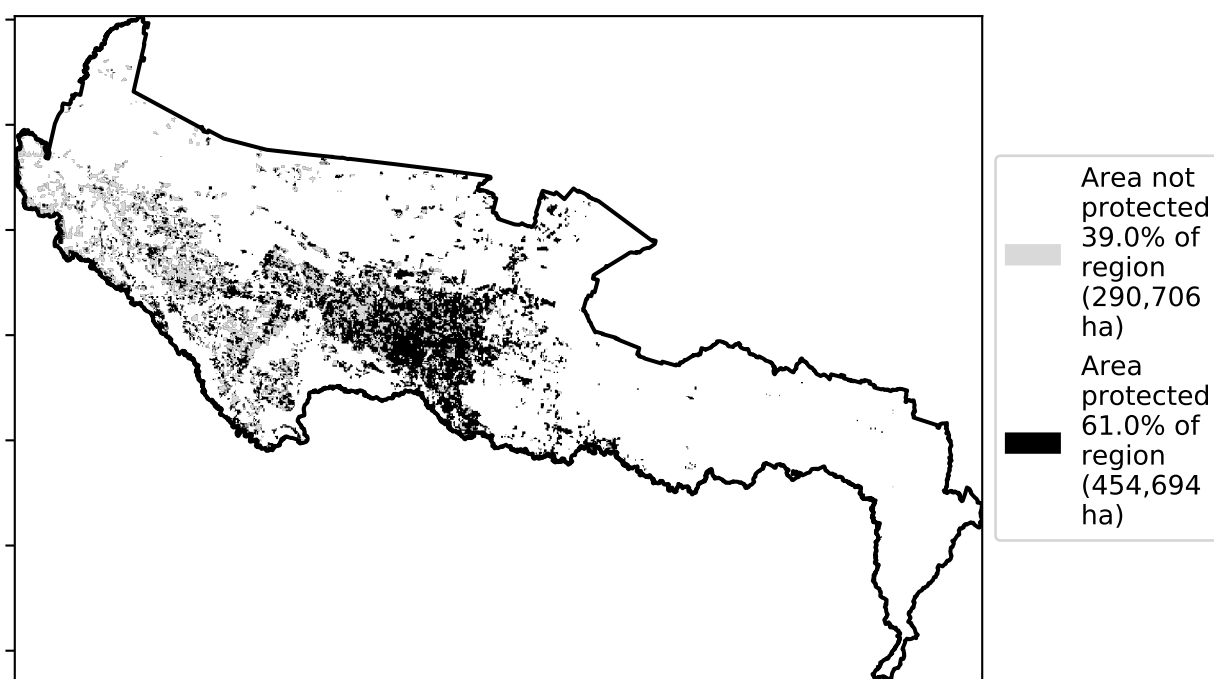 Area not
protected
39.0% of
region
(290,706
ha)
Area
protected
61.0% of
region
(454,694
ha)